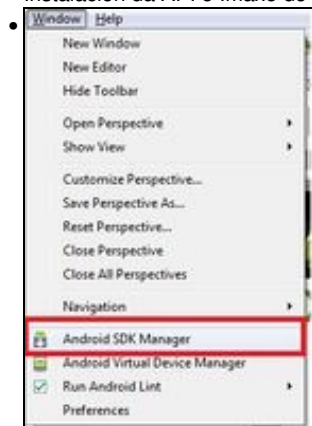 Window Help
New Window
New Editor
Hide Toolbar
Open Perspective
Show View
Customize Perspective...
Save Perspective As...
Reset Perspective...
Close Perspective
Close All Perspectives
Navigation
Android SDK Manager
Android Virtual Device Manager
Run Android Lint
Preferences